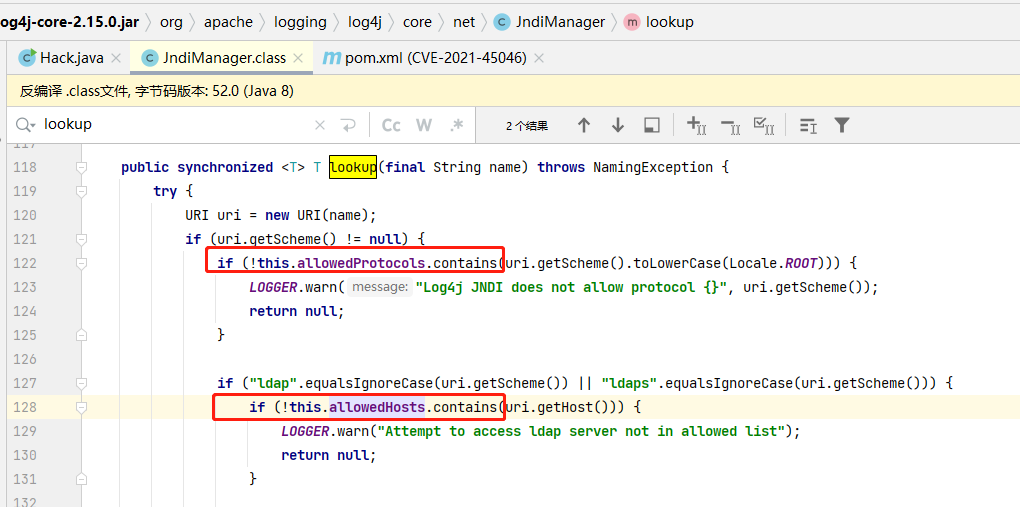 og4j-core-2.15.0.jar > org > apache > logging > log4j > core > net > C JndiManager > m lookup
C Hack.java × C JndiManager.class × m pom.xml (CVE-2021-45046) ×
反编译 .class文件, 字节码版本: 52.0 (Java 8)
lookup × Cc W .* 2 个结果
117
118 public synchronized <T> T lookup(final String name) throws NamingException {
119 try {
120 URI uri = new URI(name);
121 if (uri.getScheme() != null) {
122 if (!this.allowedProtocols.contains(uri.getScheme().toLowerCase(Locale.ROOT))) {
123 LOGGER.warn( message: "Log4j JNDI does not allow protocol {}", uri.getScheme());
124 return null;
125 }
126
127 if ("ldap".equalsIgnoreCase(uri.getScheme()) || "ldaps".equalsIgnoreCase(uri.getScheme())) {
128 if (!this.allowedHosts.contains(uri.getHost())) {
129 LOGGER.warn("Attempt to access ldap server not in allowed list");
130 return null;
131 }
132